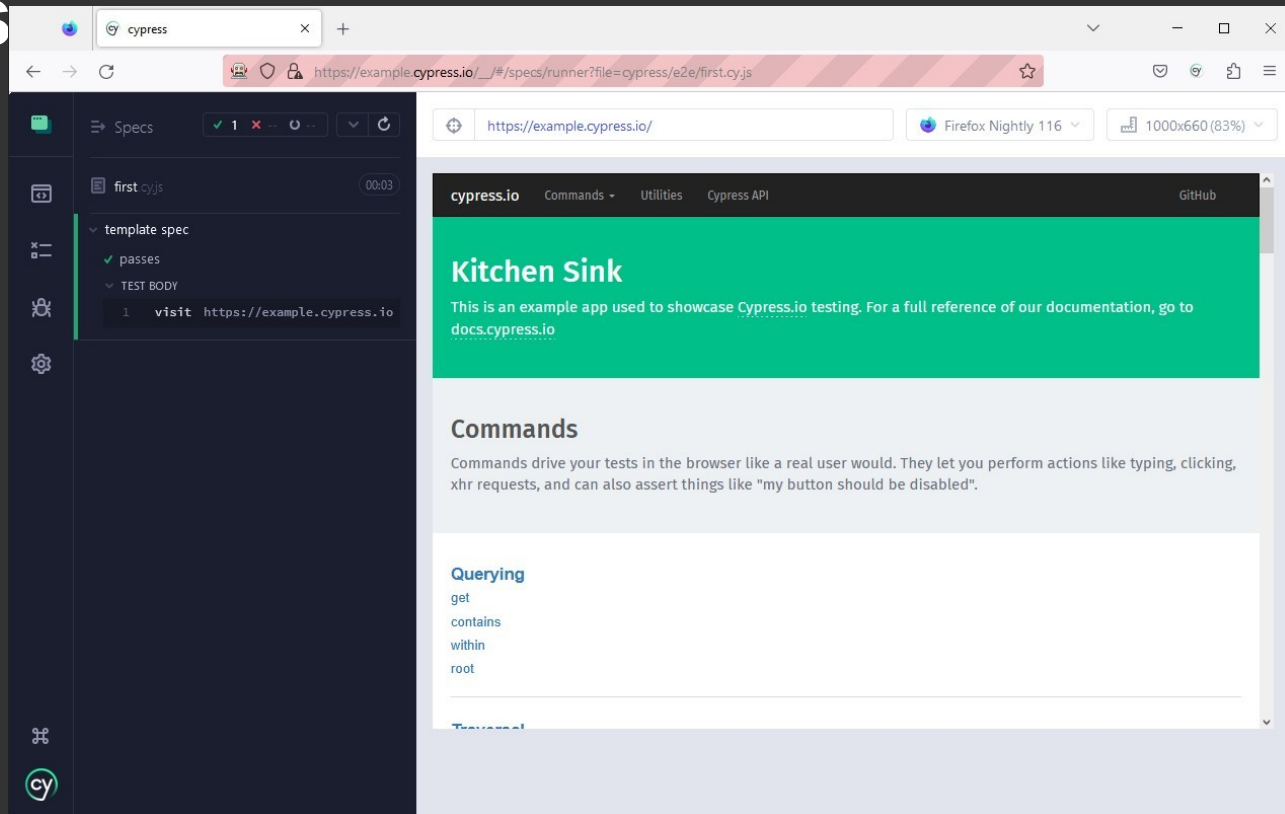 S
cypress
https://example.cypress.io/__/#/specs/runner?file=cypress/e2e/first.cy.js
Specs
1 -- --
https://example.cypress.io/
Firefox Nightly 116
1000x660 (83%)
first.cy.js
00:03
template spec
passes
TEST BODY
1 visit https://example.cypress.io
cy
cypress.io Commands Utilities Cypress API GitHub
Kitchen Sink
This is an example app used to showcase Cypress.io testing. For a full reference of our documentation, go to
docs.cypress.io
Commands
Commands drive your tests in the browser like a real user would. They let you perform actions like typing, clicking,
xhr requests, and can also assert things like "my button should be disabled".
Querying
get
contains
within
root